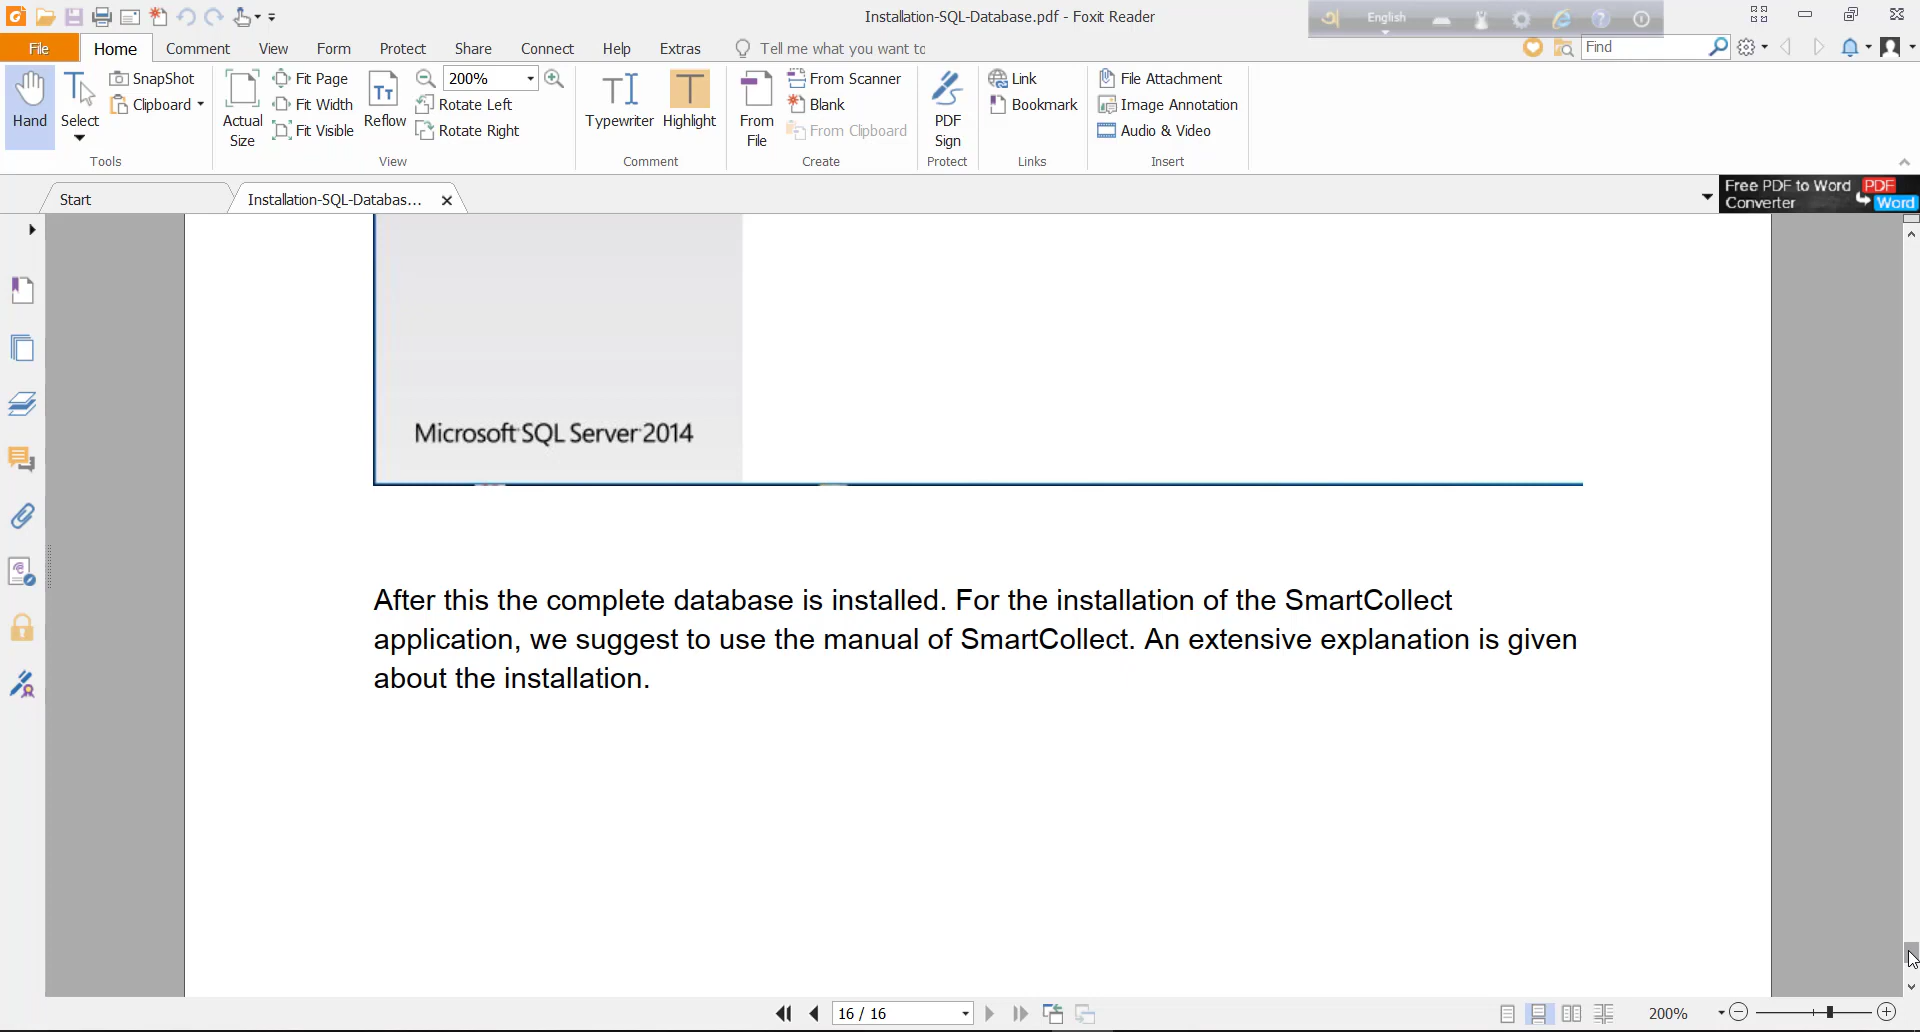 Installation-SQL-Database.pdf - Foxit Reader
English
File Home Comment View Form Protect Share Connect Help Extras Tell me what you want to
Find
Hand
Select
SnapShot
Clipboard
Tools
Actual Size
Fit Page
Fit Width
Fit Visible
Reflow
200%
Rotate Left
Rotate Right
View
Typewriter
Highlight
Comment
From File
From Scanner
Blank
From Clipboard
Create
PDF Sign
Protect
Link
Bookmark
Links
File Attachment
Image Annotation
Audio & Video
Insert
Start
Installation-SQL-Databas...
Free PDF to Word Converter
PDF
Word
Microsoft SQL Server 2014
After this the complete database is installed. For the installation of the SmartCollect
application, we suggest to use the manual of SmartCollect. An extensive explanation is given
about the installation.
16 / 16
200%